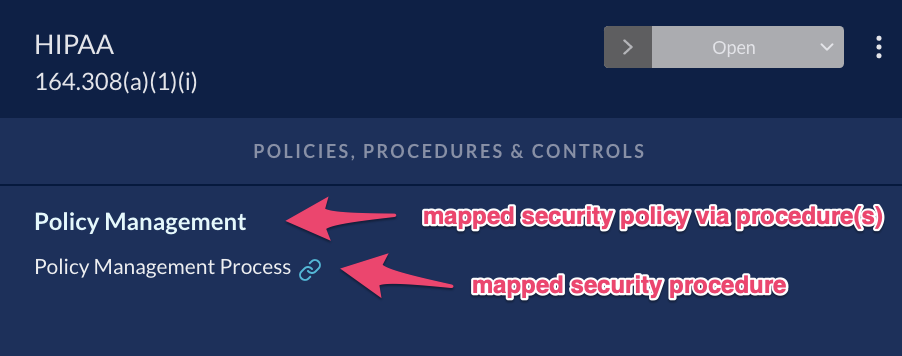 HIPAA
164.308(a)(1)(i)
Open
POLICIES, PROCEDURES & CONTROLS
Policy Management
mapped security policy via procedure(s)
Policy Management Process
mapped security procedure